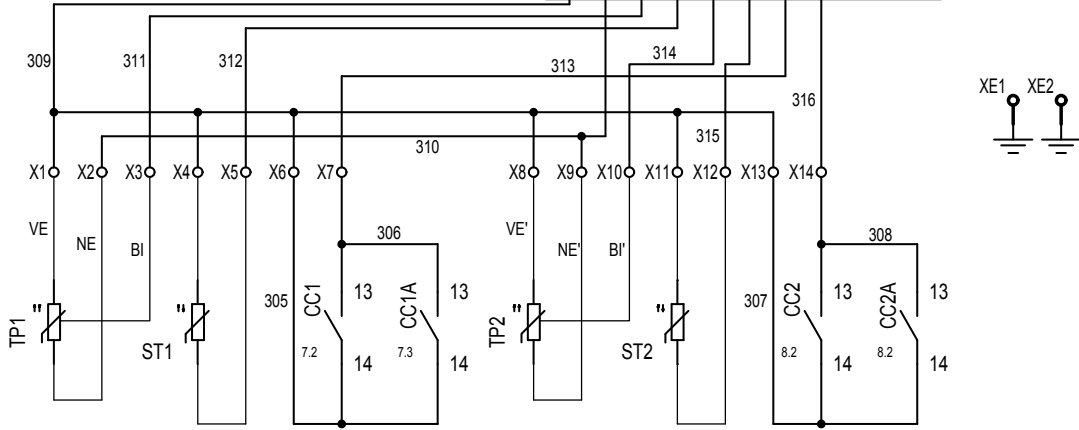 309
311
312
313
314
316
XE1
XE2
310
315
X1
X2
X3
X4
X5
X6
X7
X8
X9
X10
X11
X12
X13
X14
VE
NE
BI
VE'
NE'
BI'
306
308
305
307
TP1
ST1
CC1
13
14
7.2
CC1A
13
14
7.3
TP2
ST2
CC2
13
14
8.2
CC2A
13
14
8.2